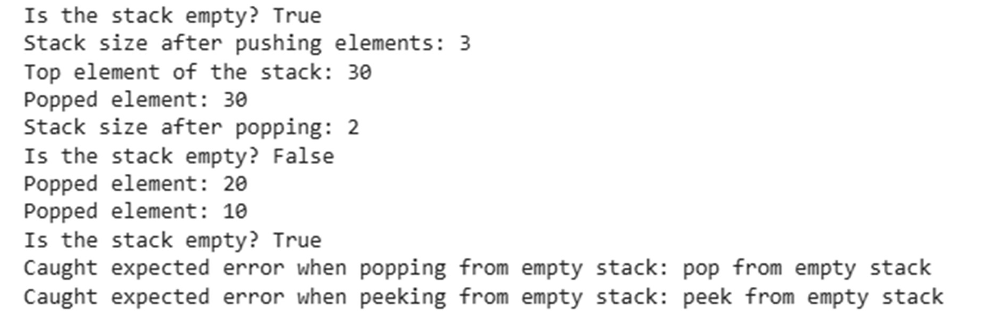 Is the stack empty? True
Stack size after pushing elements: 3
Top element of the stack: 30
Popped element: 30
Stack size after popping: 2
Is the stack empty? False
Popped element: 20
Popped element: 10
Is the stack empty? True
Caught expected error when popping from empty stack: pop from empty stack
Caught expected error when peeking from empty stack: peek from empty stack